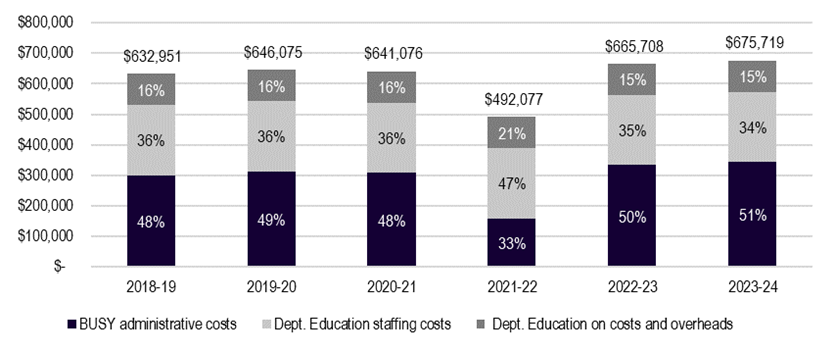 $800,000
$700,000
$600,000
$500,000
$400,000
$300,000
$200,000
$100,000
$-
$632,951 $646,075 $641,076 $492,077 $665,708 $675,719
16% 16% 16% 21% 15% 15%
36% 36% 36% 47% 35% 34%
48% 49% 48% 33% 50% 51%
2018-19 2019-20 2020-21 2021-22 2022-23 2023-24
BUSY administrative costs Dept. Education staffing costs Dept. Education on costs and overheads